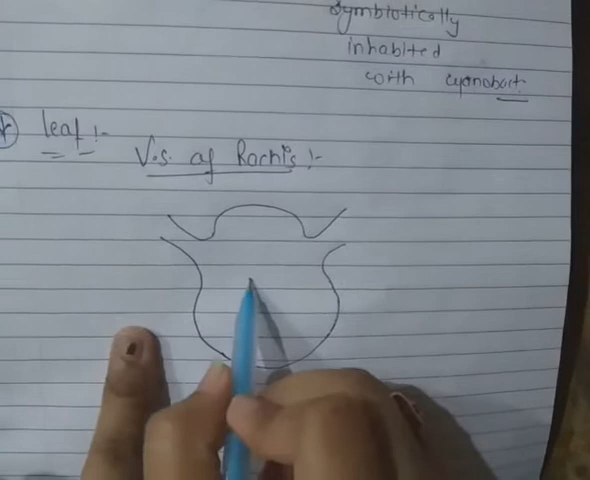 symbiotically
inhabited
with cyanobact.
leaf :-
V.S. of Rachis :-